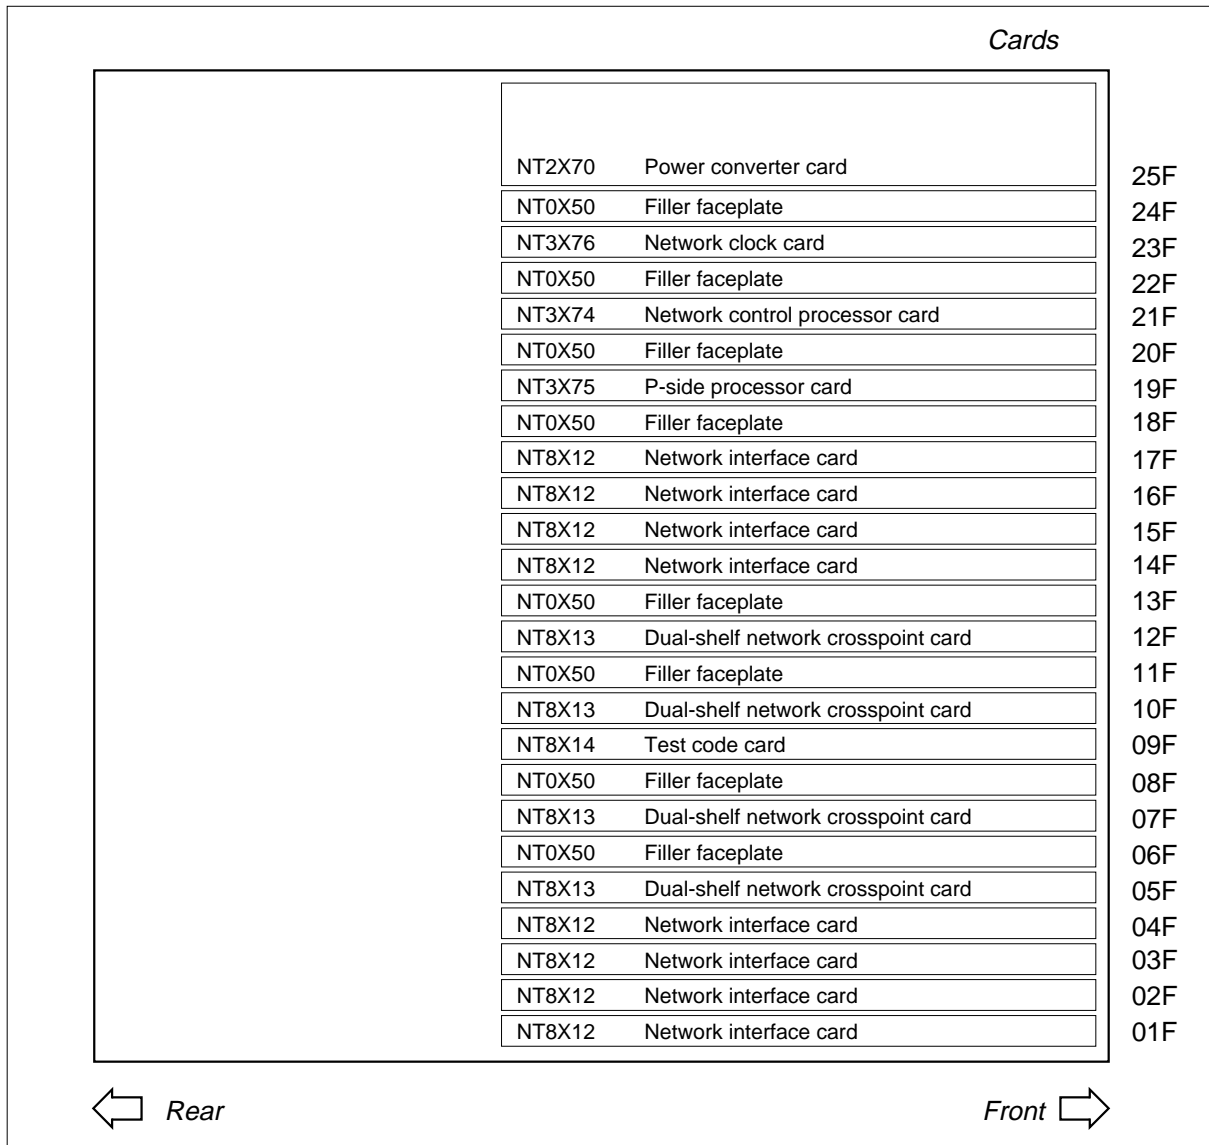 Cards
NT2X70 Power converter card 25F
NT0X50 Filler faceplate 24F
NT3X76 Network clock card 23F
NT0X50 Filler faceplate 22F
NT3X74 Network control processor card 21F
NT0X50 Filler faceplate 20F
NT3X75 P-side processor card 19F
NT0X50 Filler faceplate 18F
NT8X12 Network interface card 17F
NT8X12 Network interface card 16F
NT8X12 Network interface card 15F
NT8X12 Network interface card 14F
NT0X50 Filler faceplate 13F
NT8X13 Dual-shelf network crosspoint card 12F
NT0X50 Filler faceplate 11F
NT8X13 Dual-shelf network crosspoint card 10F
NT8X14 Test code card 09F
NT0X50 Filler faceplate 08F
NT8X13 Dual-shelf network crosspoint card 07F
NT0X50 Filler faceplate 06F
NT8X13 Dual-shelf network crosspoint card 05F
NT8X12 Network interface card 04F
NT8X12 Network interface card 03F
NT8X12 Network interface card 02F
NT8X12 Network interface card 01F
Rear Front